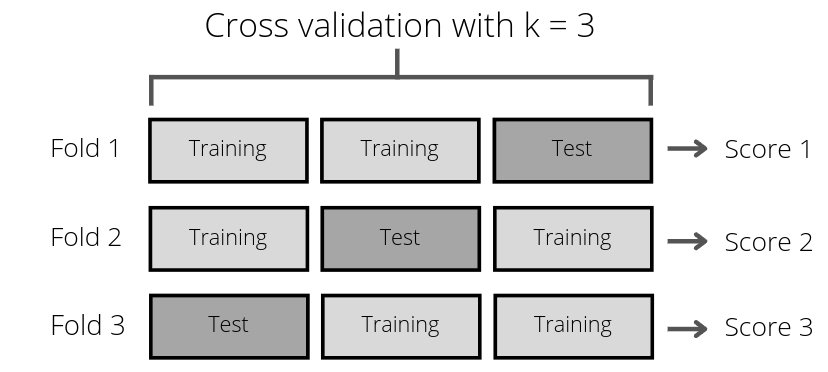 Cross validation with k = 3
Fold 1 Training Training Test Score 1
Fold 2 Training Test Training Score 2
Fold 3 Test Training Training Score 3